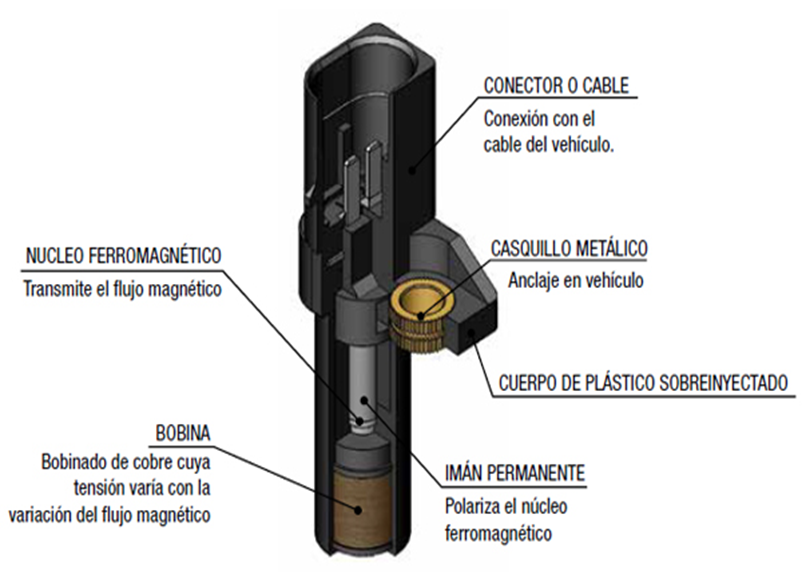 CONECTOR O CABLE
Conexión con el
cable del vehículo.
NUCLEO FERROMAGNÉTICO
Transmite el flujo magnético
CASQUILLO METÁLICO
Anclaje en vehículo
CUERPO DE PLÁSTICO SOBREINYECTADO
BOBINA
Bobinado de cobre cuya
tensión varía con la
variación del flujo magnético
IMÁN PERMANENTE
Polariza el núcleo
ferromagnético